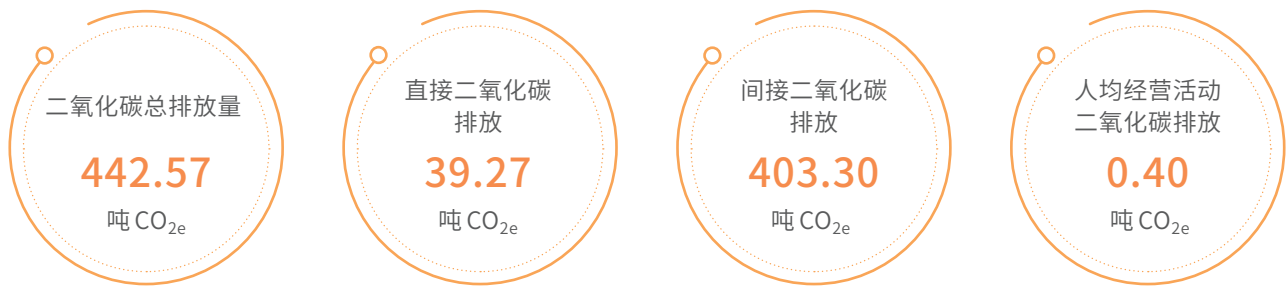 二氧化碳总排放量
442.57
吨 CO2e
直接二氧化碳
排放
39.27
吨 CO2e
间接二氧化碳
排放
403.30
吨 CO2e
人均经营活动
二氧化碳排放
0.40
吨 CO2e